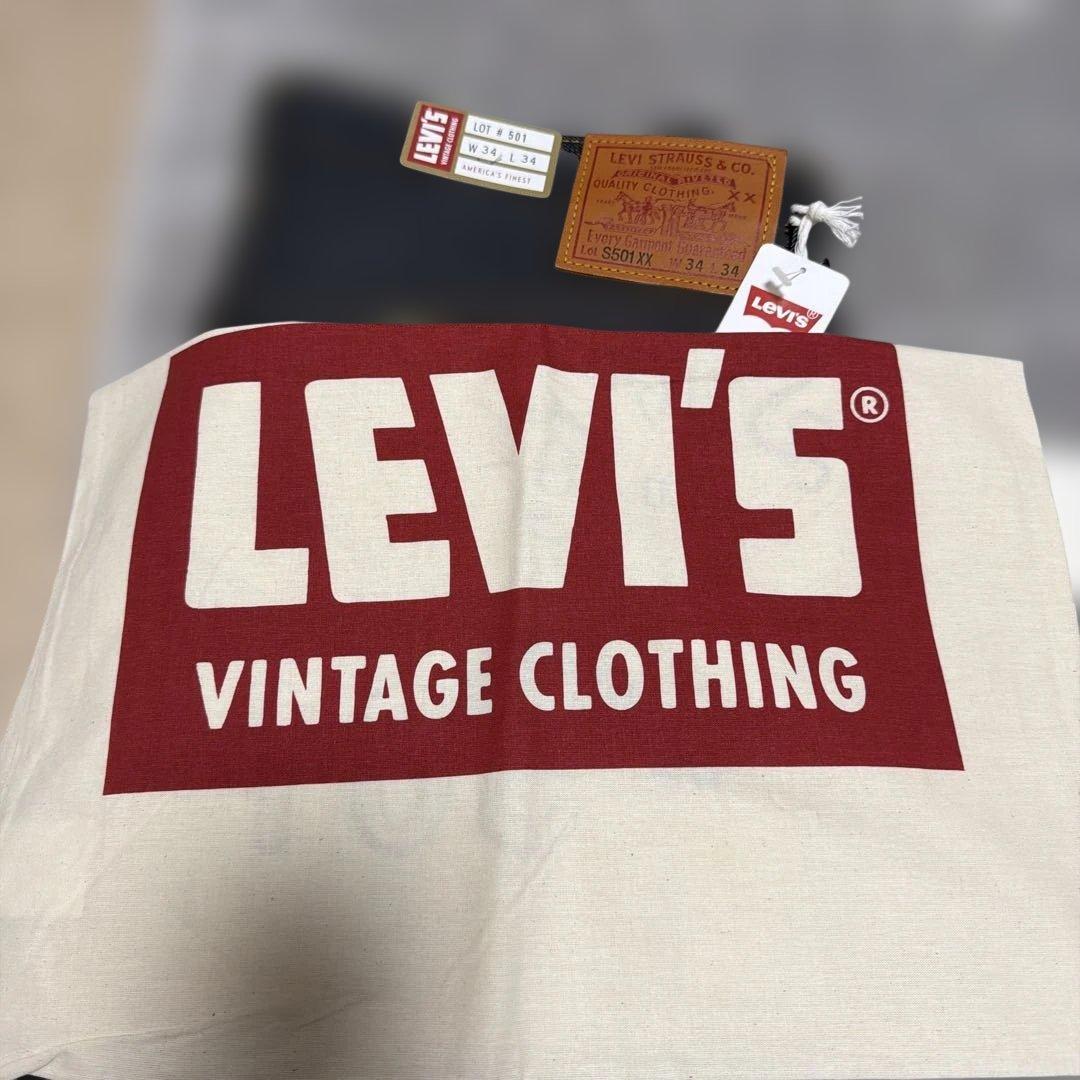 LEVI'S
VINTAGE CLOTHING
LOT # 501
W 34 L 34
AMERICA'S FINEST
LEVI STRAUSS & CO.
ORIGINAL RIVETED
QUALITY CLOTHING.
XX
Every Garment Guaranteed
Lot S501XX W 34 L 34
Levi's®
LEVI'S®
VINTAGE CLOTHING